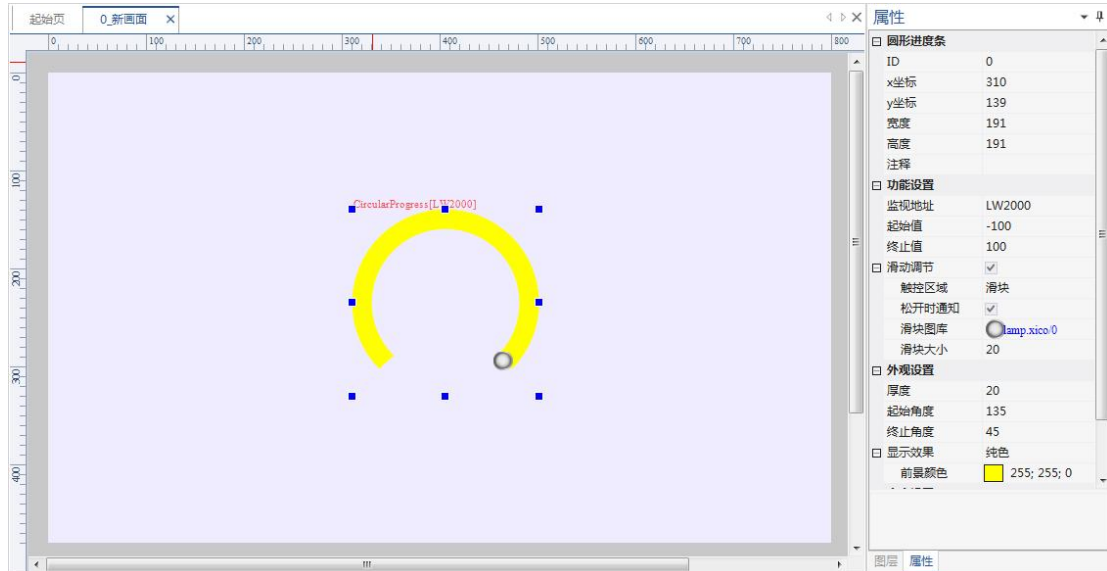 起始页
0_新画面
属性
0 100 200 300 400 500 600 700 800
0
100
200
300
400
CircularProgress[LW2000]
圆形进度条
ID 0
x坐标 310
y坐标 139
宽度 191
高度 191
注释
功能设置
监视地址 LW2000
起始值 -100
终止值 100
滑动调节
触控区域 滑块
松开时通知
滑块图库 lamp.xico/0
滑块大小 20
外观设置
厚度 20
起始角度 135
终止角度 45
显示效果 纯色
前景颜色 255; 255; 0
图层 属性